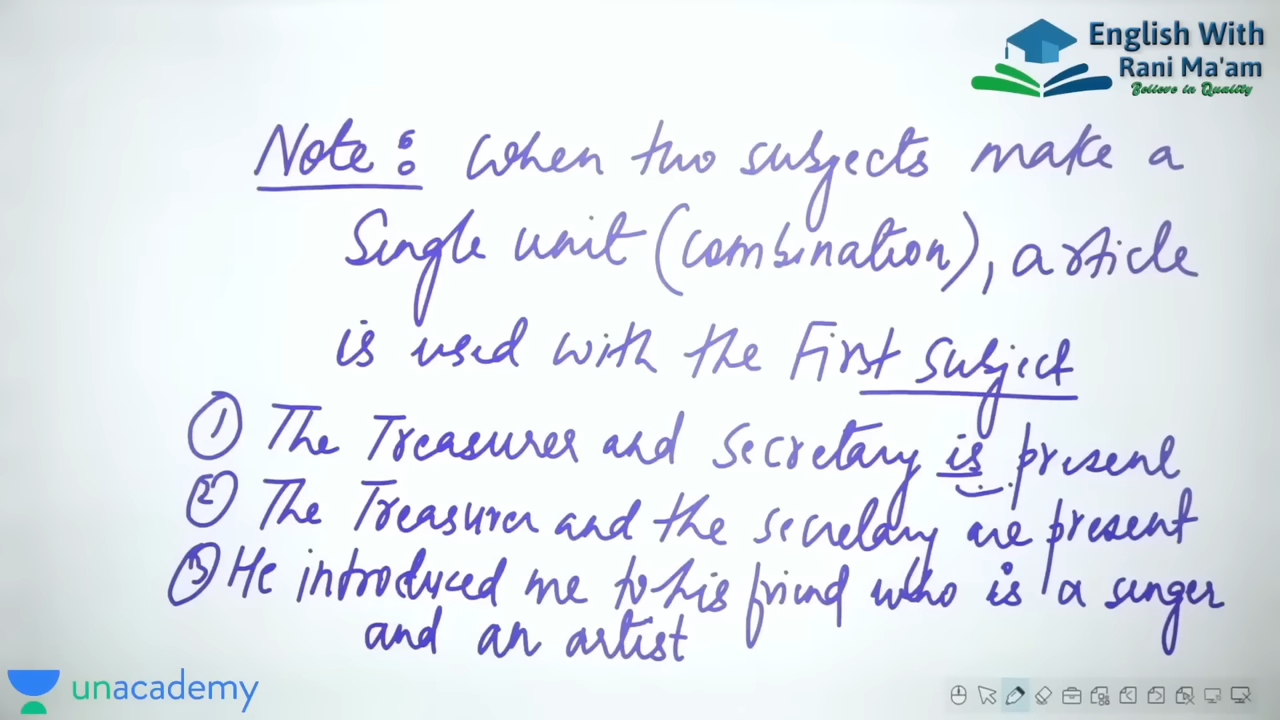 English With
Rani Ma'am
Believe in Quality
Note: When two subjects make a
Single unit (combination), article
is used with the First subject
① The Treasurer and secretary is present
② The Treasurer and the secretary are present
③ He introduced me to his friend who is a singer
and an artist
unacademy